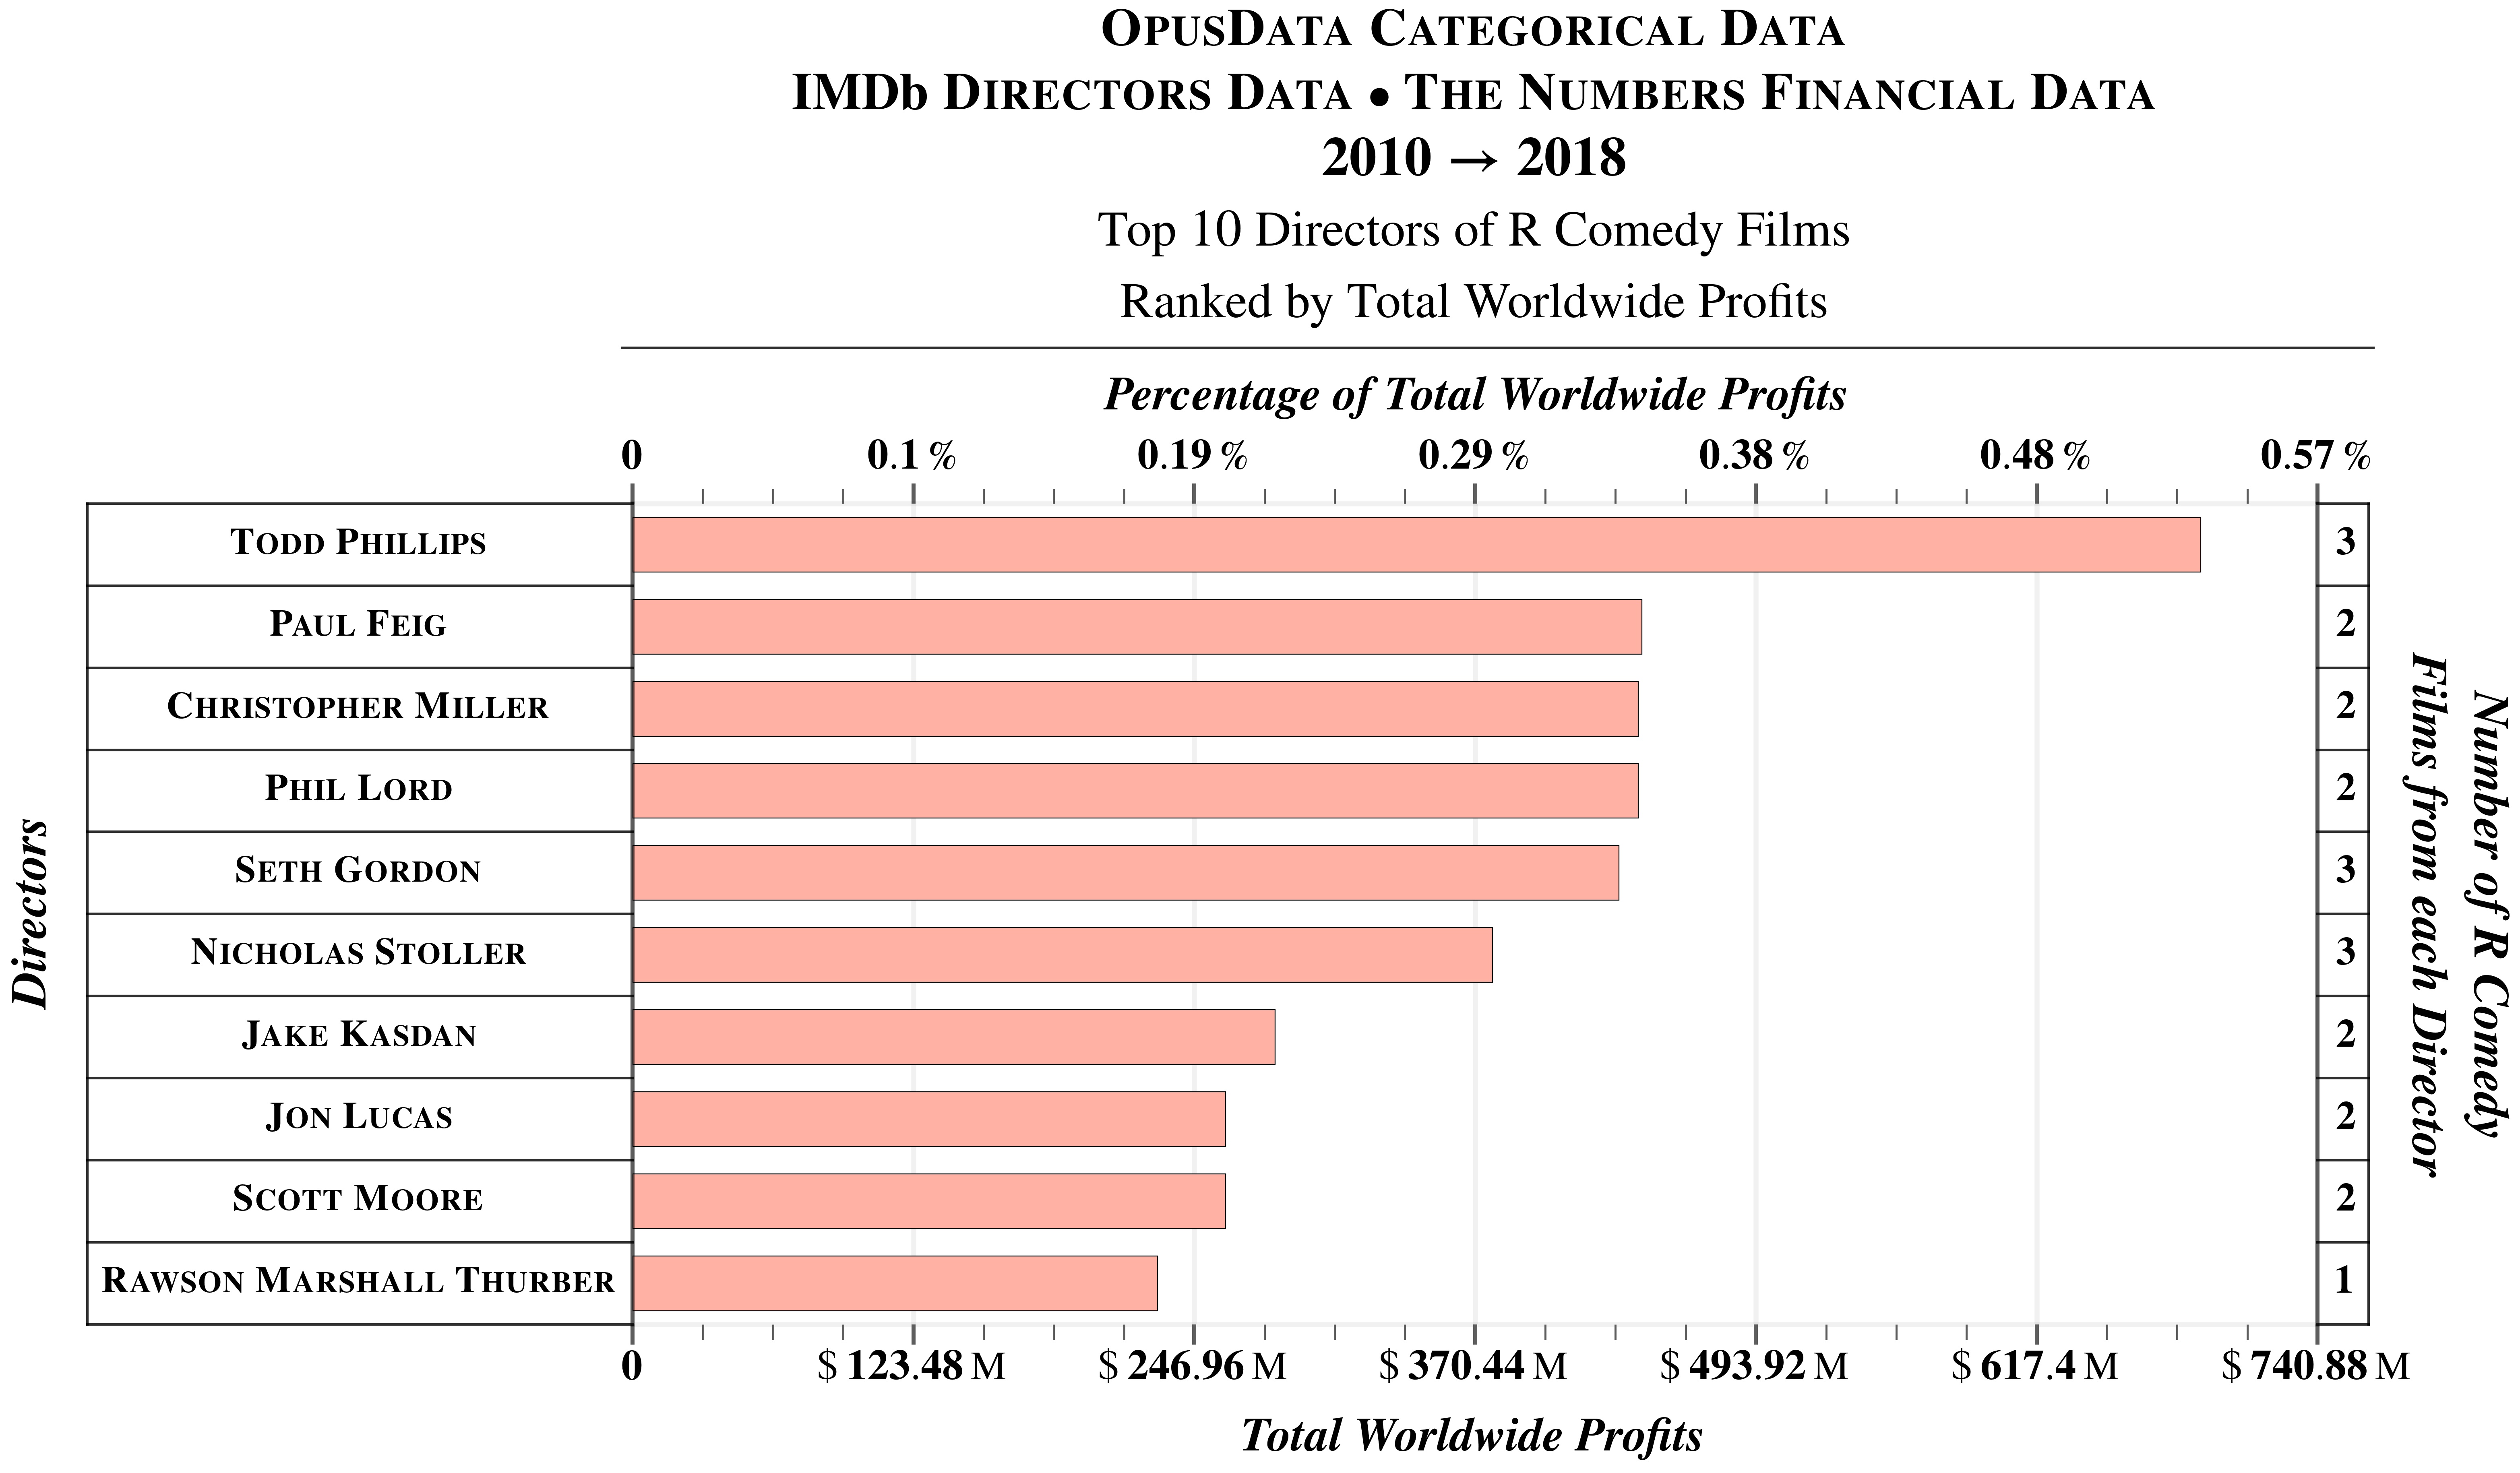 OpusData Categorical Data
IMDb Directors Data • The Numbers Financial Data
2010 → 2018
Top 10 Directors of R Comedy Films
Ranked by Total Worldwide Profits
Percentage of Total Worldwide Profits
0 0.1 % 0.19 % 0.29 % 0.38 % 0.48 % 0.57 %
Todd Phillips 3
Paul Feig 2
Christopher Miller 2
Phil Lord 2
Seth Gordon 3
Nicholas Stoller 3
Jake Kasdan 2
Jon Lucas 2
Scott Moore 2
Rawson Marshall Thurber 1
Directors
Number of R Comedy
Films from each Director
0 $ 123.48 M $ 246.96 M $ 370.44 M $ 493.92 M $ 617.4 M $ 740.88 M
Total Worldwide Profits